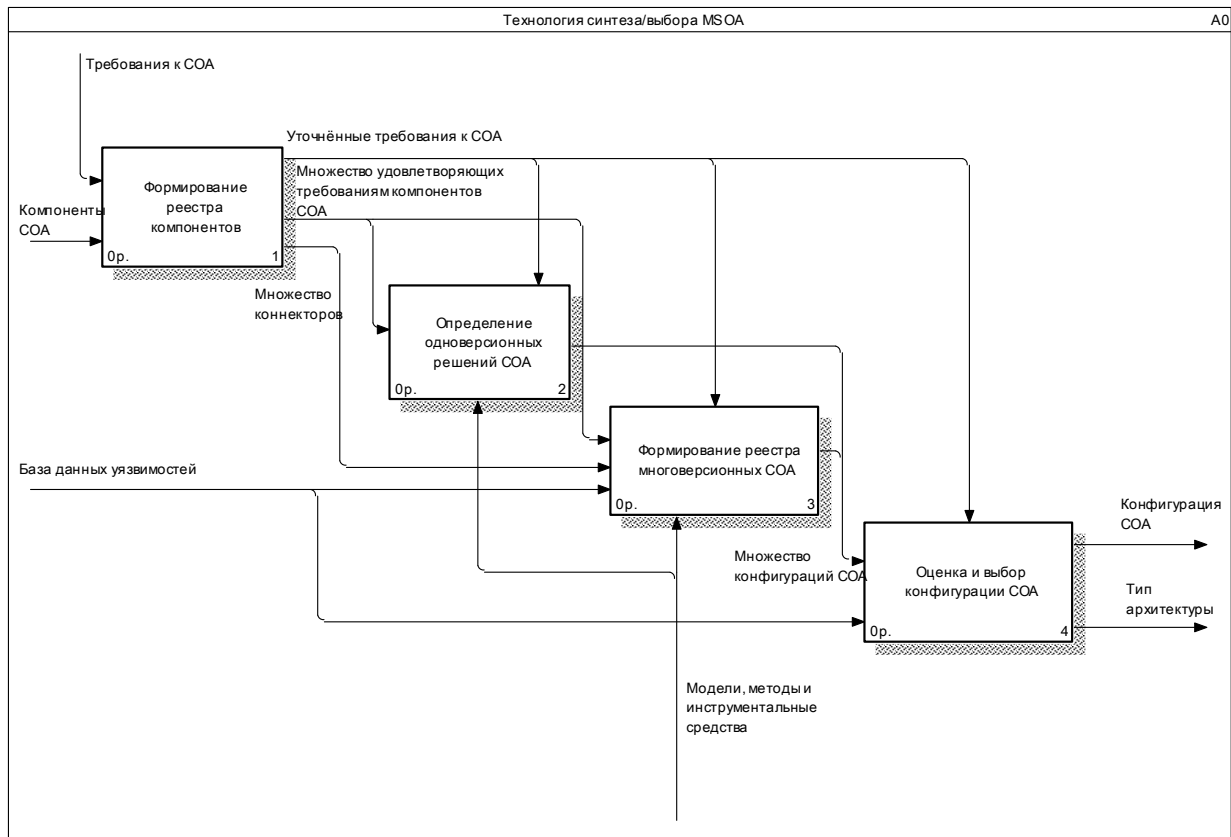 Технология синтеза/выбора MSOA
A0
Требования к СОА
Уточнённые требования к СОА
Множество удовлетворяющих
требованиям компонентов
СОА
Формирование
реестра
компонентов
0р.
1
Компоненты
СОА
Множество
коннекторов
Определение
одноверсионных
решений СОА
0р.
2
База данных уязвимостей
Формирование реестра
многоверсионных СОА
0р.
3
Множество
конфигураций СОА
Оценка и выбор
конфигурации СОА
0р.
4
Конфигурация
СОА
Тип
архитектуры
Модели, методы и
инструментальные
средства